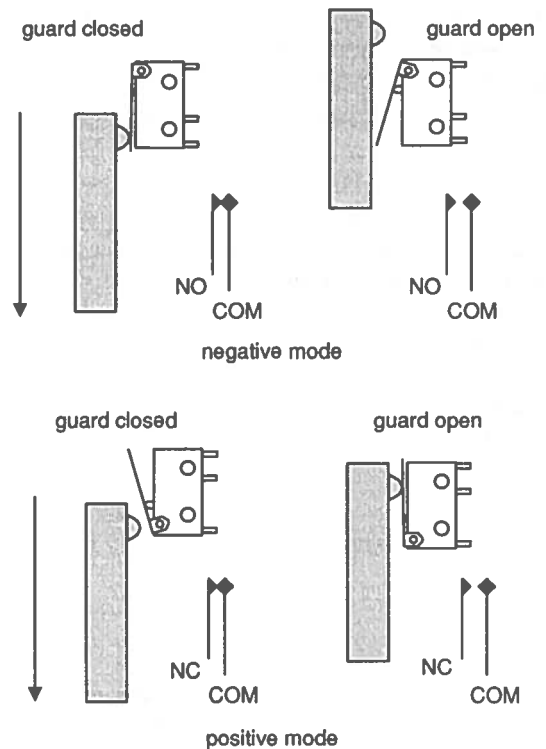 guard closed
guard open
NO
COM
NO
COM
negative mode
guard closed
guard open
NC
COM
NC
COM
positive mode